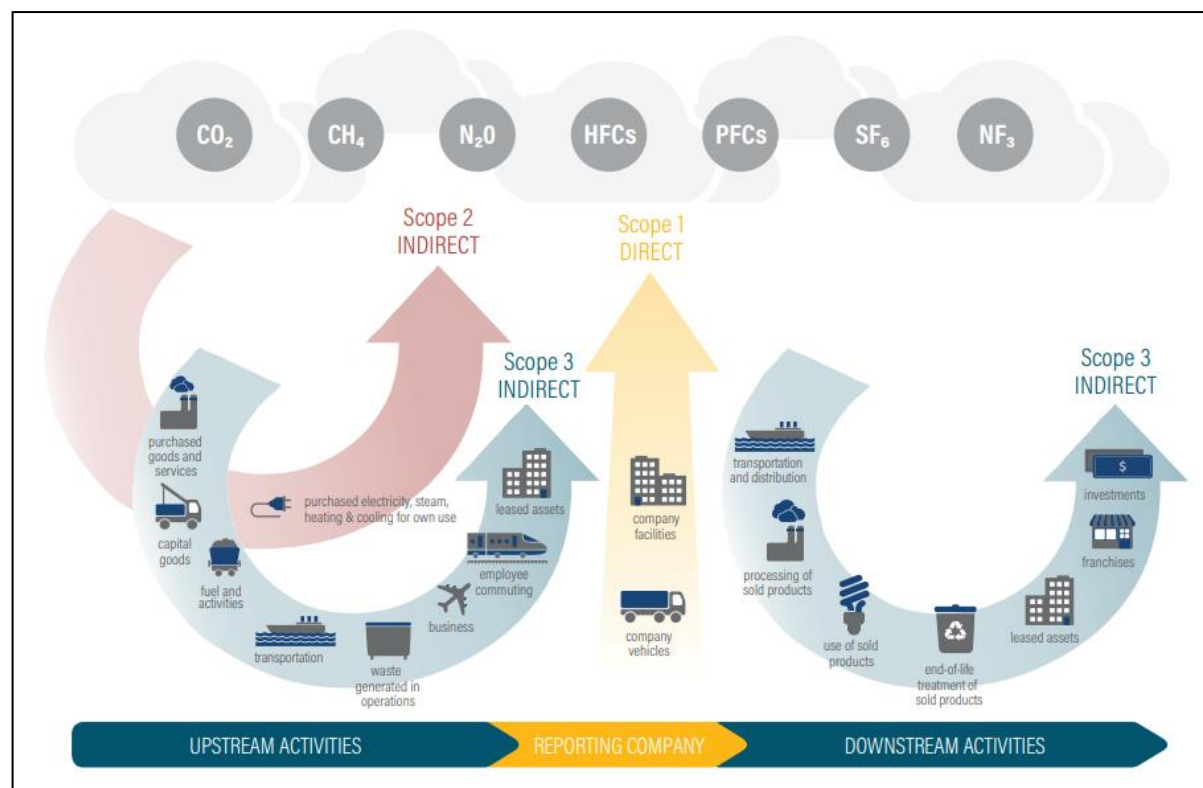 CO₂
CH₄
N₂0
HFCs
PFCs
SF₆
NF₃
Scope 2
INDIRECT
Scope 1
DIRECT
Scope 3
INDIRECT
Scope 3
INDIRECT
purchased
goods and
services
capital
goods
fuel and
activities
purchased electricity, steam,
heating & cooling for own use
transportation
waste
generated in
operations
business
employee
commuting
leased assets
company
facilities
company
vehicles
transportation
and distribution
processing of
sold products
use of sold
products
end-of-life
treatment of
sold products
leased assets
franchises
$
investments
UPSTREAM ACTIVITIES
REPORTING COMPANY
DOWNSTREAM ACTIVITIES